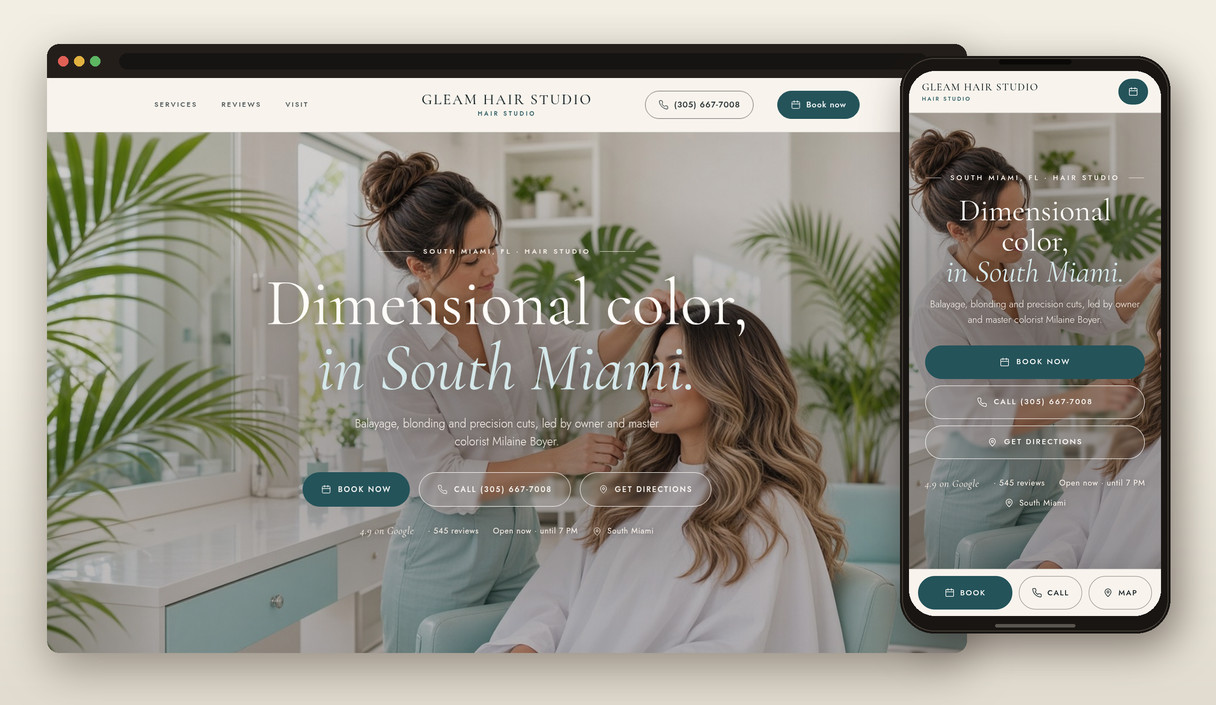 SERVICES REVIEWS VISIT
GLEAM HAIR STUDIO
HAIR STUDIO
(305) 667-7008
Book now
SOUTH MIAMI, FL · HAIR STUDIO
Dimensional color,
in South Miami.
Balayage, blonding and precision cuts, led by owner and master
colorist Milaine Boyer.
BOOK NOW
CALL (305) 667-7008
GET DIRECTIONS
4.9 on Google · 545 reviews Open now · until 7 PM South Miami
GLEAM HAIR STUDIO
HAIR STUDIO
SOUTH MIAMI, FL · HAIR STUDIO
Dimensional
color,
in South Miami.
Balayage, blonding and precision cuts, led by owner
and master colorist Milaine Boyer.
BOOK NOW
CALL (305) 667-7008
GET DIRECTIONS
4.9 on Google · 545 reviews Open now · until 7 PM
South Miami
BOOK
CALL
MAP